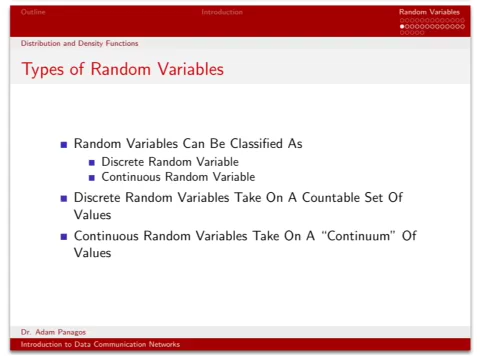 Outline Introduction Random Variables
Distribution and Density Functions
Types of Random Variables
Random Variables Can Be Classified As
Discrete Random Variable
Continuous Random Variable
Discrete Random Variables Take On A Countable Set Of
Values
Continuous Random Variables Take On A “Continuum” Of
Values
Dr. Adam Panagos
Introduction to Data Communication Networks